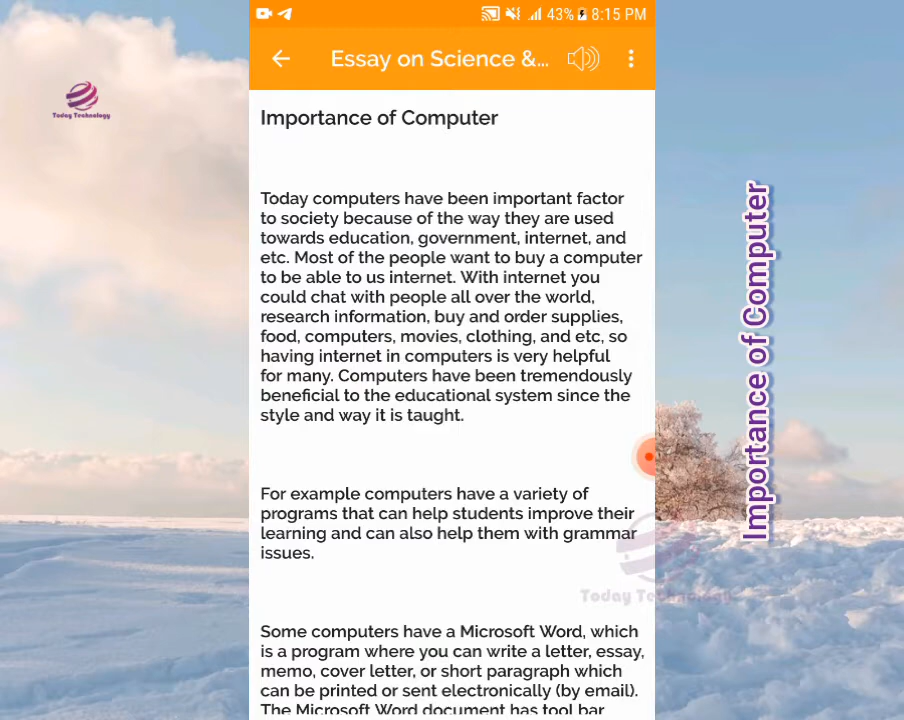 43% 8:15 PM
Essay on Science &...
Today Technology
Importance of Computer
Today computers have been important factor
to society because of the way they are used
towards education, government, internet, and
etc. Most of the people want to buy a computer
to be able to us internet. With internet you
could chat with people all over the world,
research information, buy and order supplies,
food, computers, movies, clothing, and etc, so
having internet in computers is very helpful
for many. Computers have been tremendously
beneficial to the educational system since the
style and way it is taught.
For example computers have a variety of
programs that can help students improve their
learning and can also help them with grammar
issues.
Today Technology
Some computers have a Microsoft Word, which
is a program where you can write a letter, essay,
memo, cover letter, or short paragraph which
can be printed or sent electronically (by email).
The Microsoft Word document has tool bar
Importance of Computer